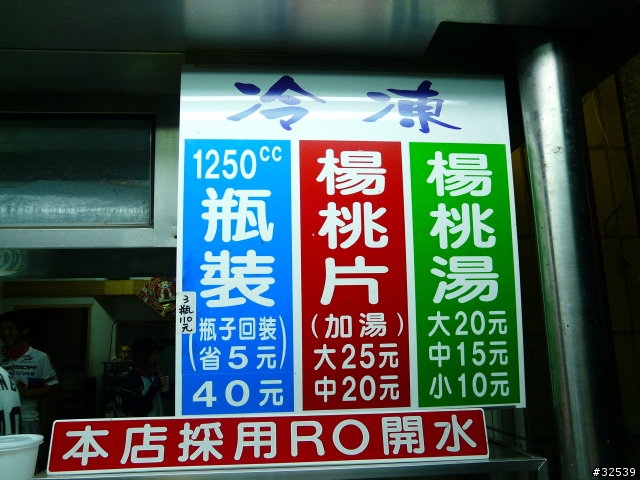 冷凍
楊桃湯
大20元
中15元
小10元
楊桃片
(加湯)
大25元
中20元
1250cc
瓶裝
(瓶子回裝
省5元)
40元
3瓶110元
本店採用RO開水
#32539